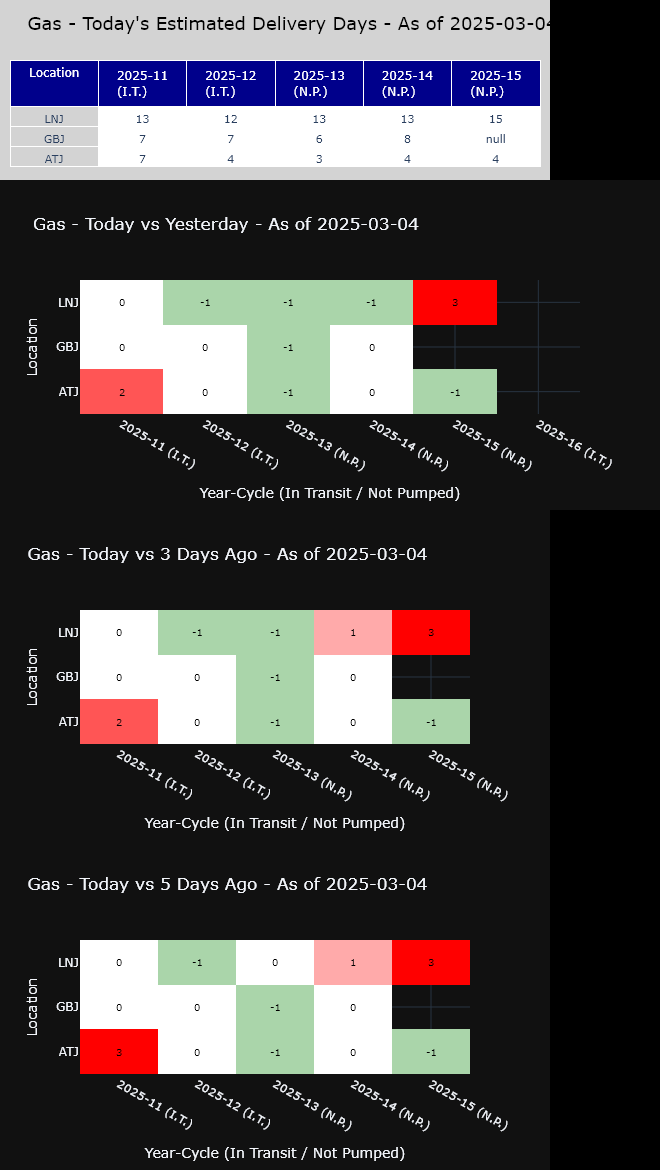 Gas - Today's Estimated Delivery Days - As of 2025-03-04
Location 2025-11 (I.T.) 2025-12 (I.T.) 2025-13 (N.P.) 2025-14 (N.P.) 2025-15 (N.P.)
LNJ 13 12 13 13 15
GBJ 7 7 6 8 null
ATJ 7 4 3 4 4
Gas - Today vs Yesterday - As of 2025-03-04
Location
LNJ 0 -1 -1 -1 3
GBJ 0 0 -1 0
ATJ 2 0 -1 0 -1
2025-11 (I.T.) 2025-12 (I.T.) 2025-13 (N.P.) 2025-14 (N.P.) 2025-15 (N.P.) 2025-16 (I.T.)
Year-Cycle (In Transit / Not Pumped)
Gas - Today vs 3 Days Ago - As of 2025-03-04
Location
LNJ 0 -1 -1 1 3
GBJ 0 0 -1 0
ATJ 2 0 -1 0 -1
2025-11 (I.T.) 2025-12 (I.T.) 2025-13 (N.P.) 2025-14 (N.P.) 2025-15 (N.P.)
Year-Cycle (In Transit / Not Pumped)
Gas - Today vs 5 Days Ago - As of 2025-03-04
Location
LNJ 0 -1 0 1 3
GBJ 0 0 -1 0
ATJ 3 0 -1 0 -1
2025-11 (I.T.) 2025-12 (I.T.) 2025-13 (N.P.) 2025-14 (N.P.) 2025-15 (N.P.)
Year-Cycle (In Transit / Not Pumped)